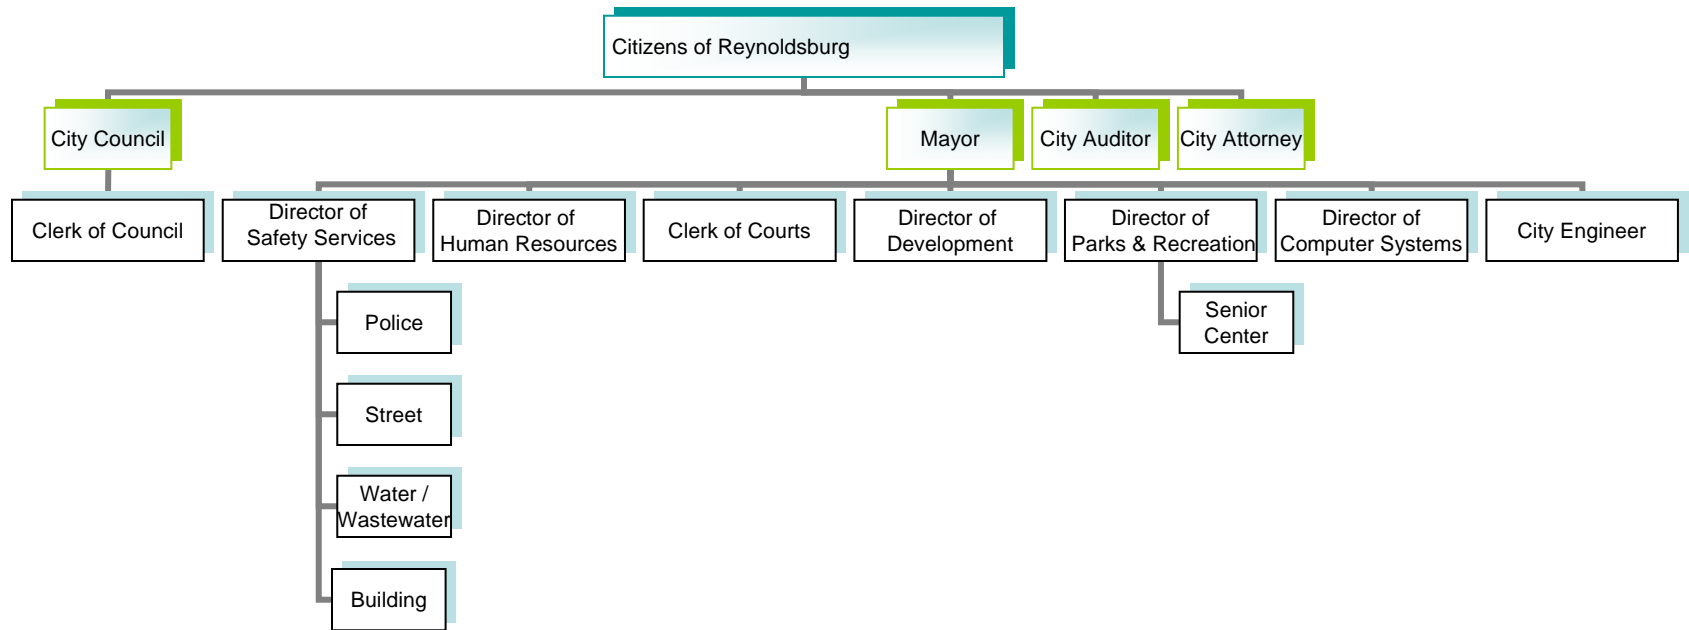 Citizens of Reynoldsburg
City Council
Mayor
City Auditor
City Attorney
Clerk of Council
Director of
Safety Services
Director of
Human Resources
Clerk of Courts
Director of
Development
Director of
Parks & Recreation
Director of
Computer Systems
City Engineer
Police
Senior
Center
Street
Water /
Wastewater
Building